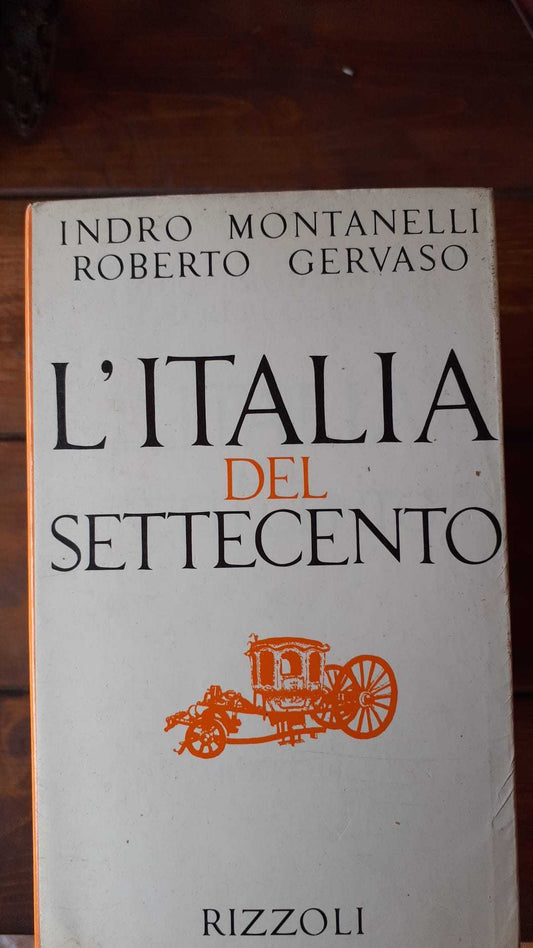 INDRO MONTANELLI
ROBERTO GERVASO
L'ITALIA
DEL
SETTECENTO
RIZZOLI